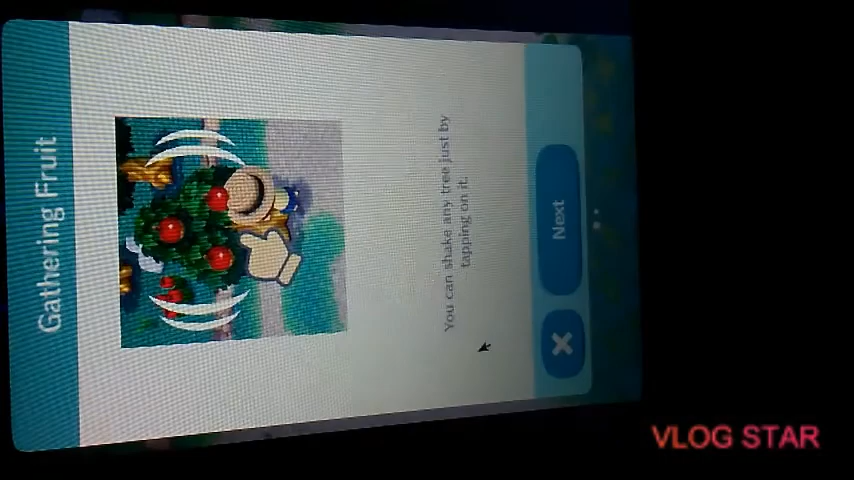 Gathering Fruit
You can shake any tree just by
tapping on it.
Next
VLOG STAR